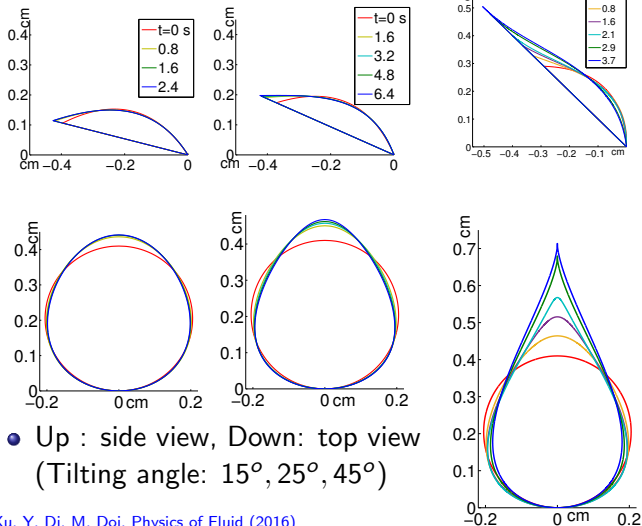 cm
0.4
0.3
0.2
0.1
0
cm −0.4 −0.2 0
t=0 s
0.8
1.6
2.4
cm
0.4
0.3
0.2
0.1
0
cm −0.4 −0.2 0
t=0 s
1.6
3.2
4.8
6.4
cm
0.5
0.4
0.3
0.2
0.1
0
−0.5 −0.4 −0.3 −0.2 −0.1 cm
0.8
1.6
2.1
2.9
3.7
cm
0.4
0.3
0.2
0.1
0
−0.2 0 cm 0.2
cm
0.4
0.3
0.2
0.1
0
−0.2 0 cm 0.2
cm
0.7
0.6
0.5
0.4
0.3
0.2
0.1
0
−0.2 0 cm 0.2
Up : side view, Down: top view
(Tilting angle: 15°, 25°, 45°)
Xu, Y. Di, M. Doi, Physics of Fluid (2016)